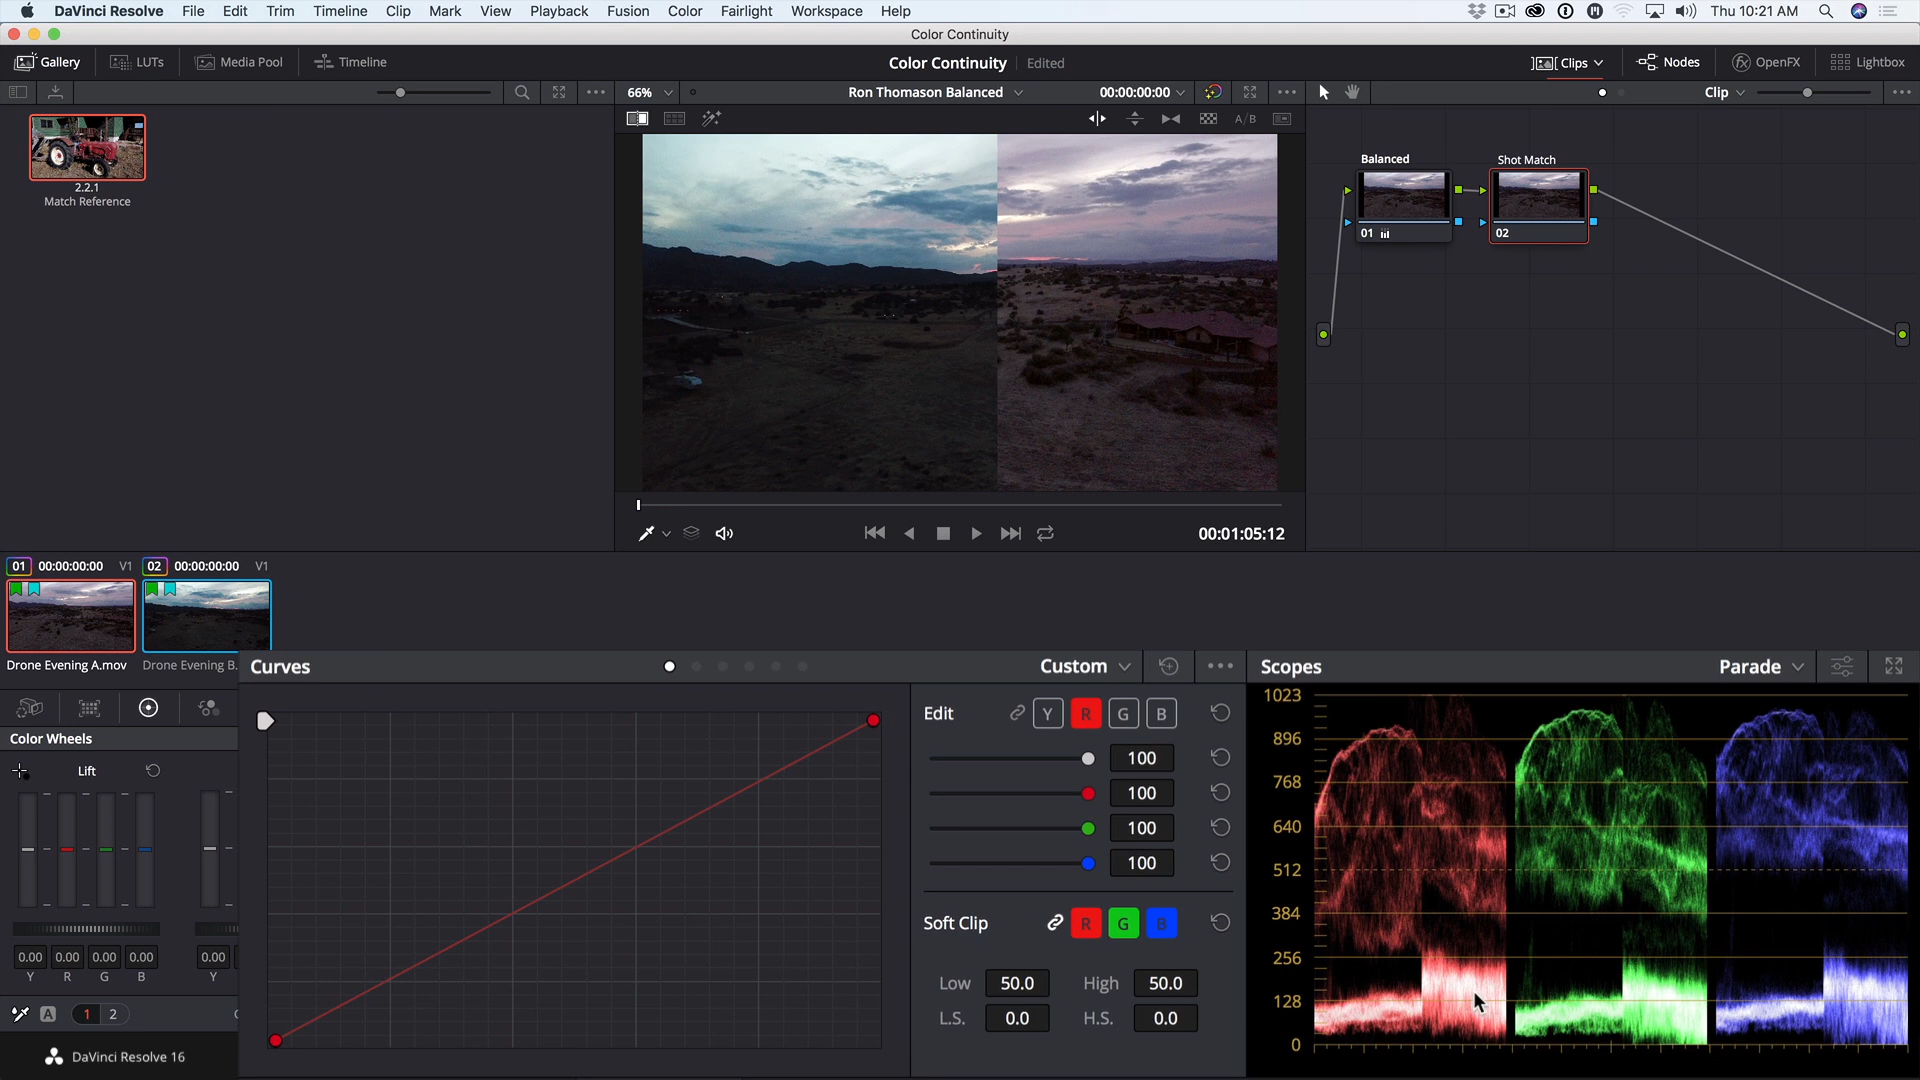 DaVinci Resolve File Edit Trim Timeline Clip Mark View Playback Fusion Color Fairlight Workspace Help Thu 10:21 AM
Color Continuity
Gallery LUTs Media Pool Timeline Color Continuity Edited Clips Nodes OpenFX Lightbox
66% Ron Thomason Balanced 00:00:00:00 Clip
A/B
2.2.1
Match Reference
Balanced Shot Match
01 02
00:01:05:12
01 00:00:00:00 V1 02 00:00:00:00 V1
Drone Evening A.mov Drone Evening B.
Curves Custom Scopes Parade
Edit Y R G B
100
100
100
100
Soft Clip R G B
Low 50.0 High 50.0
L.S. 0.0 H.S. 0.0
1023
896
768
640
512
384
256
128
0
Color Wheels
Lift
0.00 0.00 0.00 0.00 0.00
Y R G B Y
A 1 2
DaVinci Resolve 16